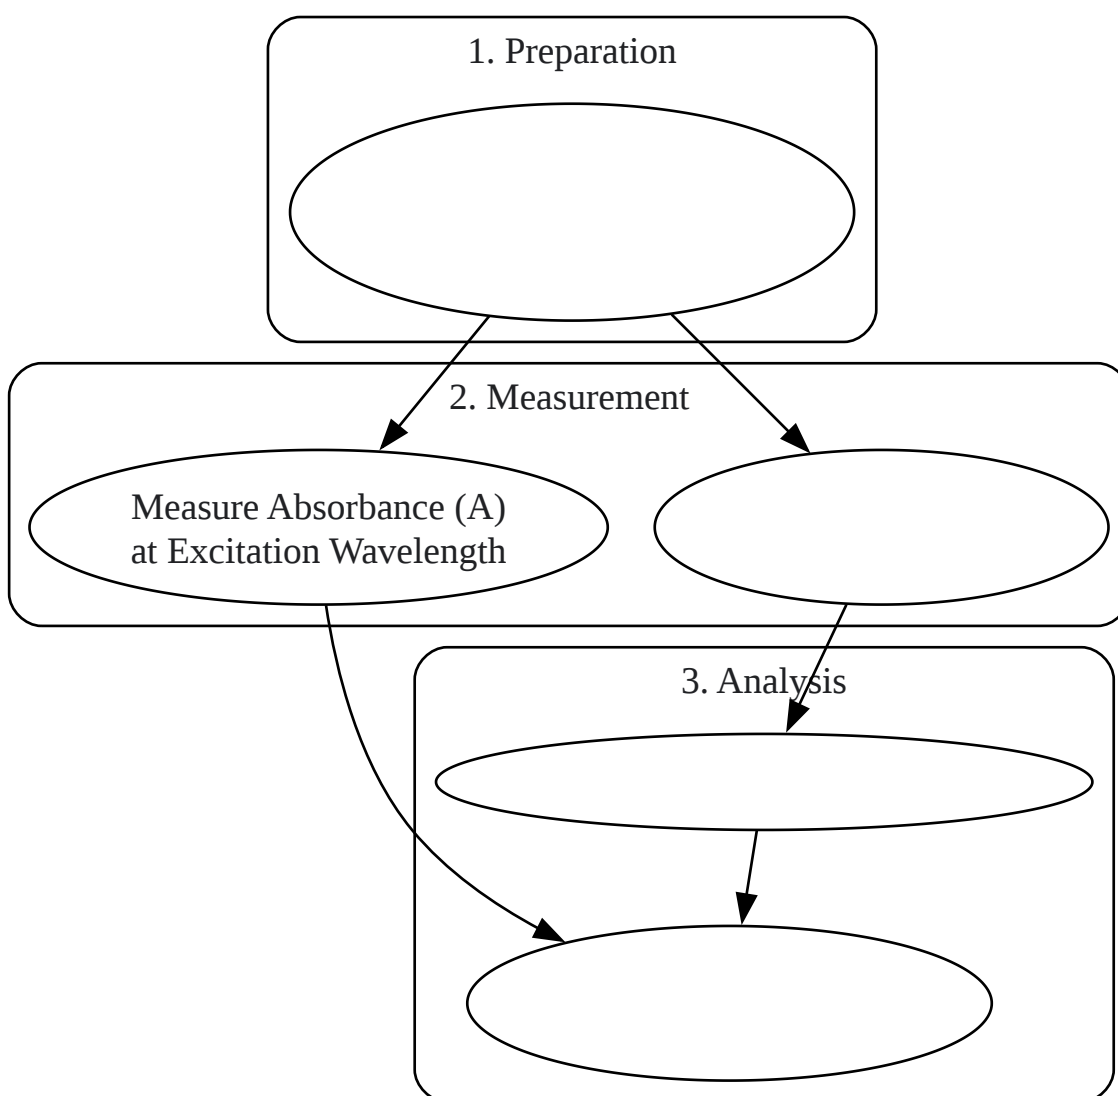 1. Preparation
2. Measurement
Measure Absorbance (A)
at Excitation Wavelength
3. Analysis